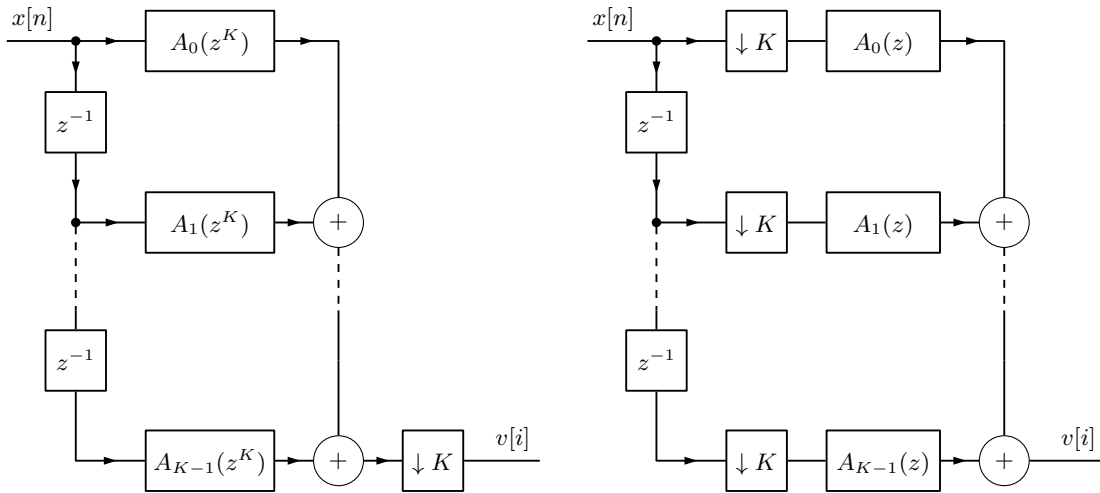 x[n]
A_0(z^K)
z^{-1}
A_1(z^K)
+
z^{-1}
A_{K-1}(z^K)
+
↓ K
v[i]
x[n]
↓ K
A_0(z)
z^{-1}
↓ K
A_1(z)
+
z^{-1}
↓ K
A_{K-1}(z)
+
v[i]